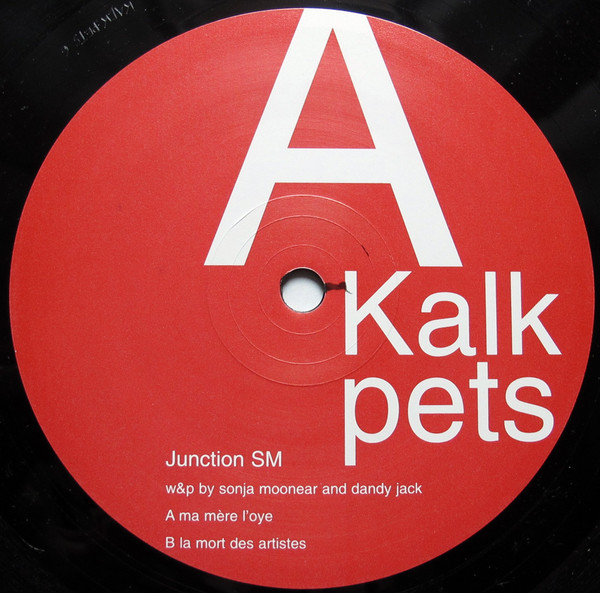 A
Kalk
pets
Junction SM
w&p by sonja moonear and dandy jack
A ma mère l'oye
B la mort des artistes